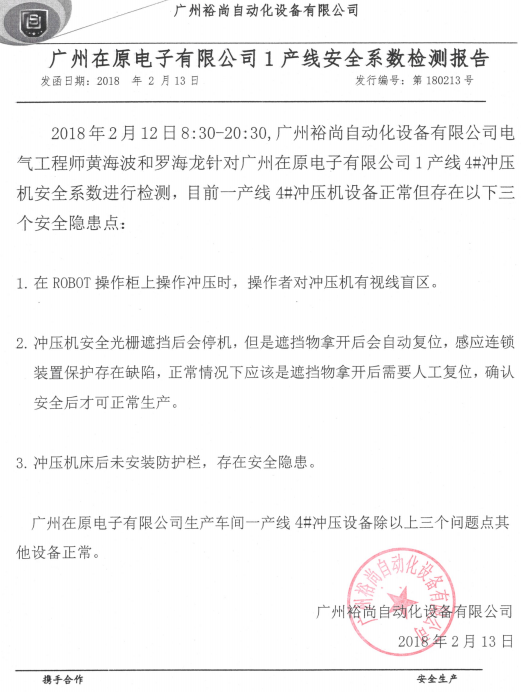 广州裕尚自动化设备有限公司
广州在原电子有限公司1产线安全系数检测报告
发函日期：2018 年 2 月 13 日 发行编号：第 180213 号
2018 年 2 月 12 日 8:30-20:30,广州裕尚自动化设备有限公司电
气工程师黄海波和罗海龙针对广州在原电子有限公司 1 产线 4#冲压
机安全系数进行检测，目前一产线 4#冲压机设备正常但存在以下三
个安全隐患点：
1. 在 ROBOT 操作柜上操作冲压时，操作者对冲压机有视线盲区。
2. 冲压机安全光栅遮挡后会停机，但是遮挡物拿开后会自动复位，感应连锁
装置保护存在缺陷，正常情况下应该是遮挡物拿开后需要人工复位，确认
安全后才可正常生产。
3. 冲压机床后未安装防护栏，存在安全隐患。
广州在原电子有限公司生产车间一产线 4#冲压设备除以上三个问题点其
他设备正常。
广州裕尚自动化设备有限公司
广州裕尚自动化设备有限公司
2018 年 2 月 13 日
携手合作 安全生产